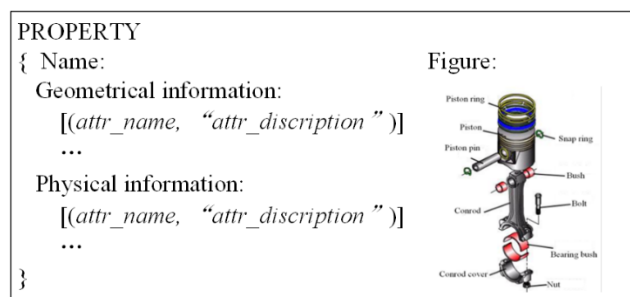 PROPERTY
{ Name:
Geometrical information:
[(attr_name, “attr_discription”)]
...
Physical information:
[(attr_name, “attr_discription”)]
...
}
Figure:
Piston ring
Piston
Snap ring
Piston pin
Bush
Bolt
Conrod
Bearing bush
Conrod cover
Nut